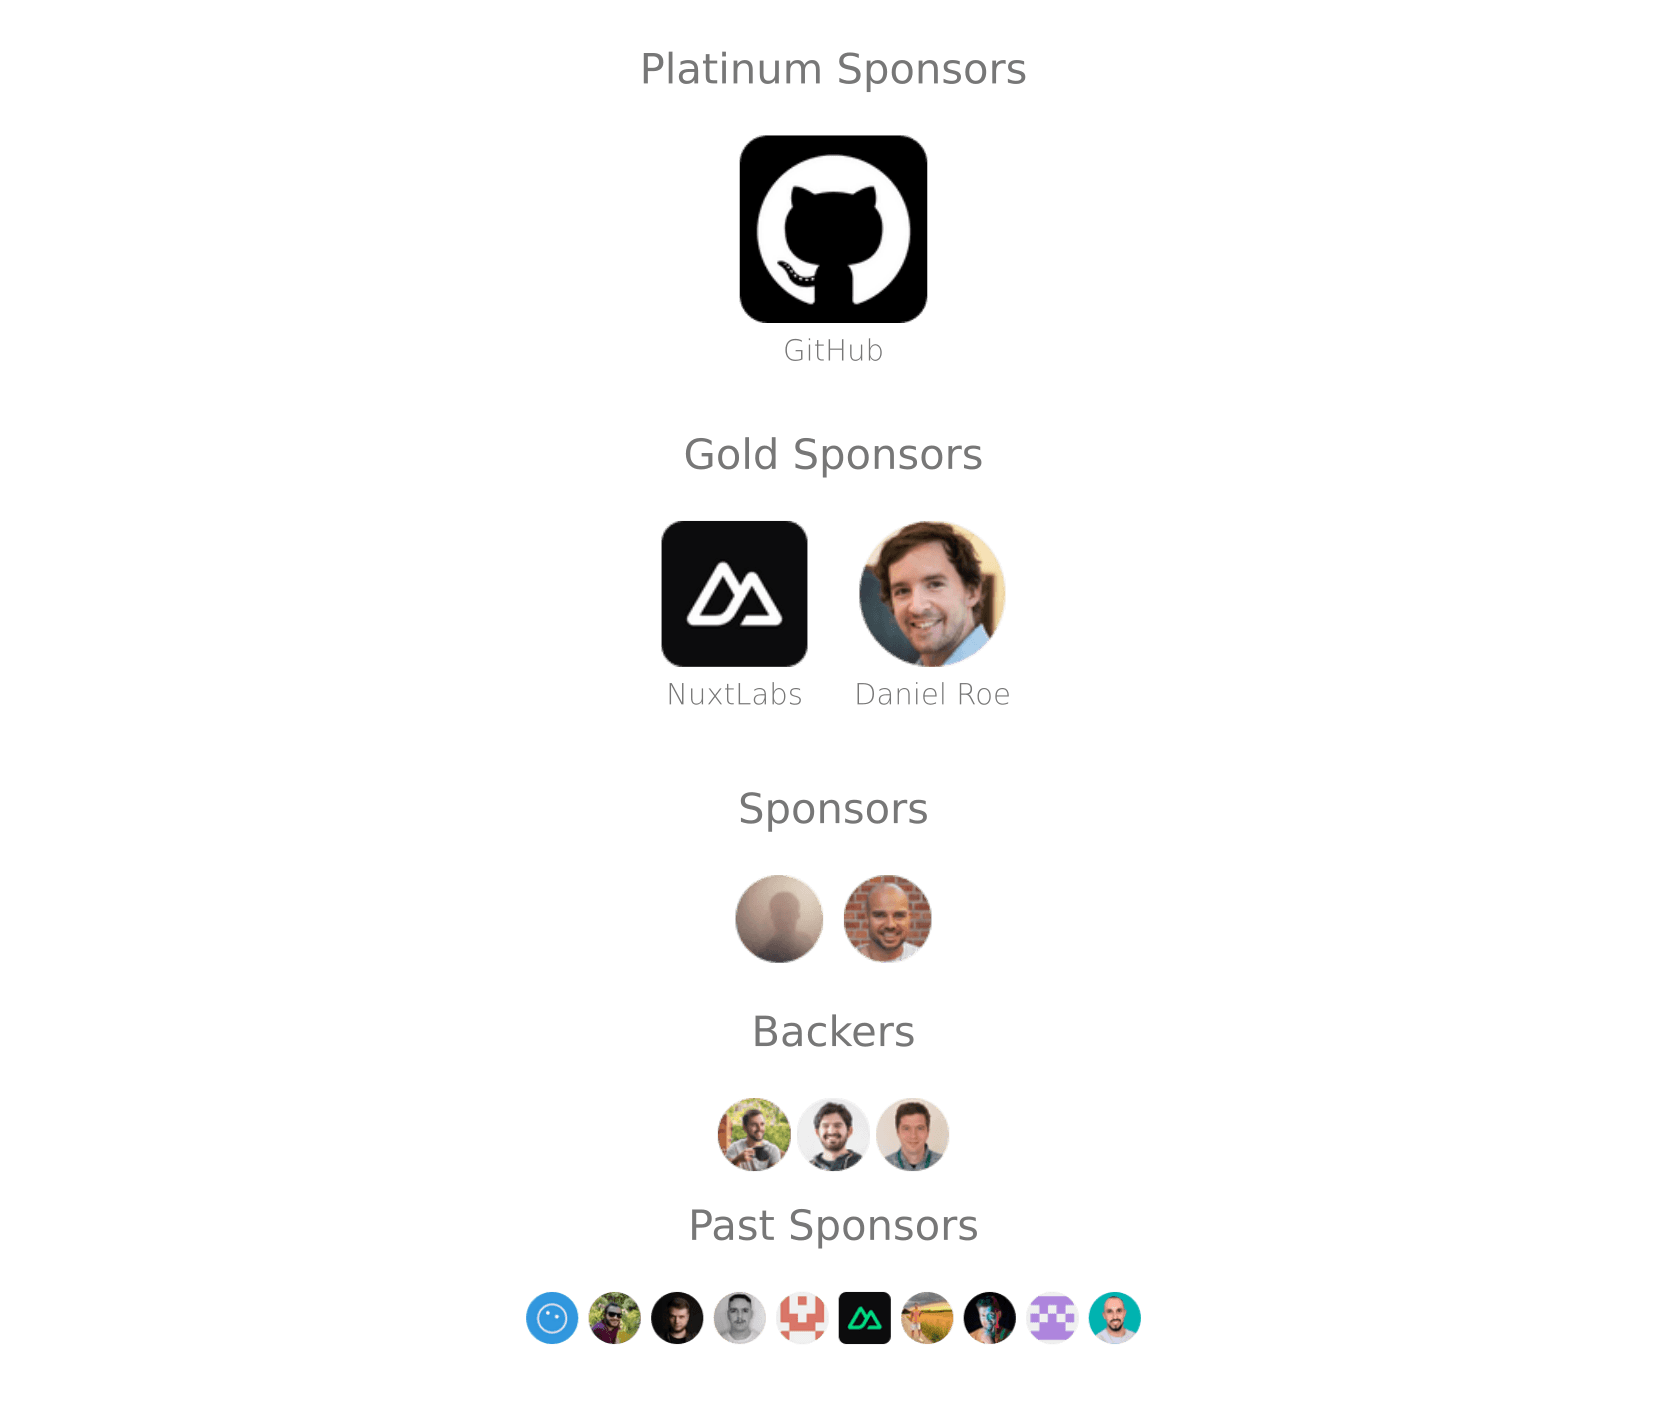 Platinum Sponsors
GitHub
Gold Sponsors
NuxtLabs
Daniel Roe
Sponsors
Backers
Past Sponsors